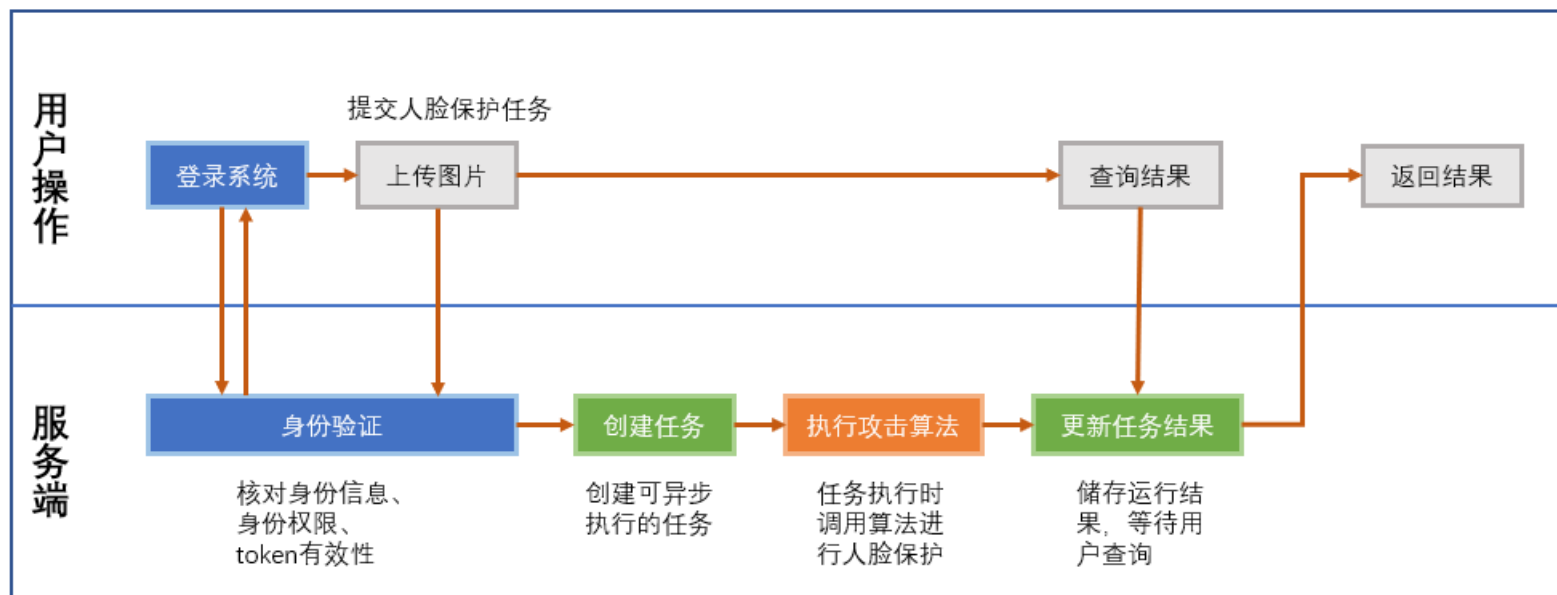 用户操作
提交人脸保护任务
登录系统
上传图片
查询结果
返回结果
服务端
身份验证
创建任务
执行攻击算法
更新任务结果
核对身份信息、
身份权限、
token有效性
创建可异步
执行的任务
任务执行时
调用算法进
行人脸保护
储存运行结
果，等待用
户查询